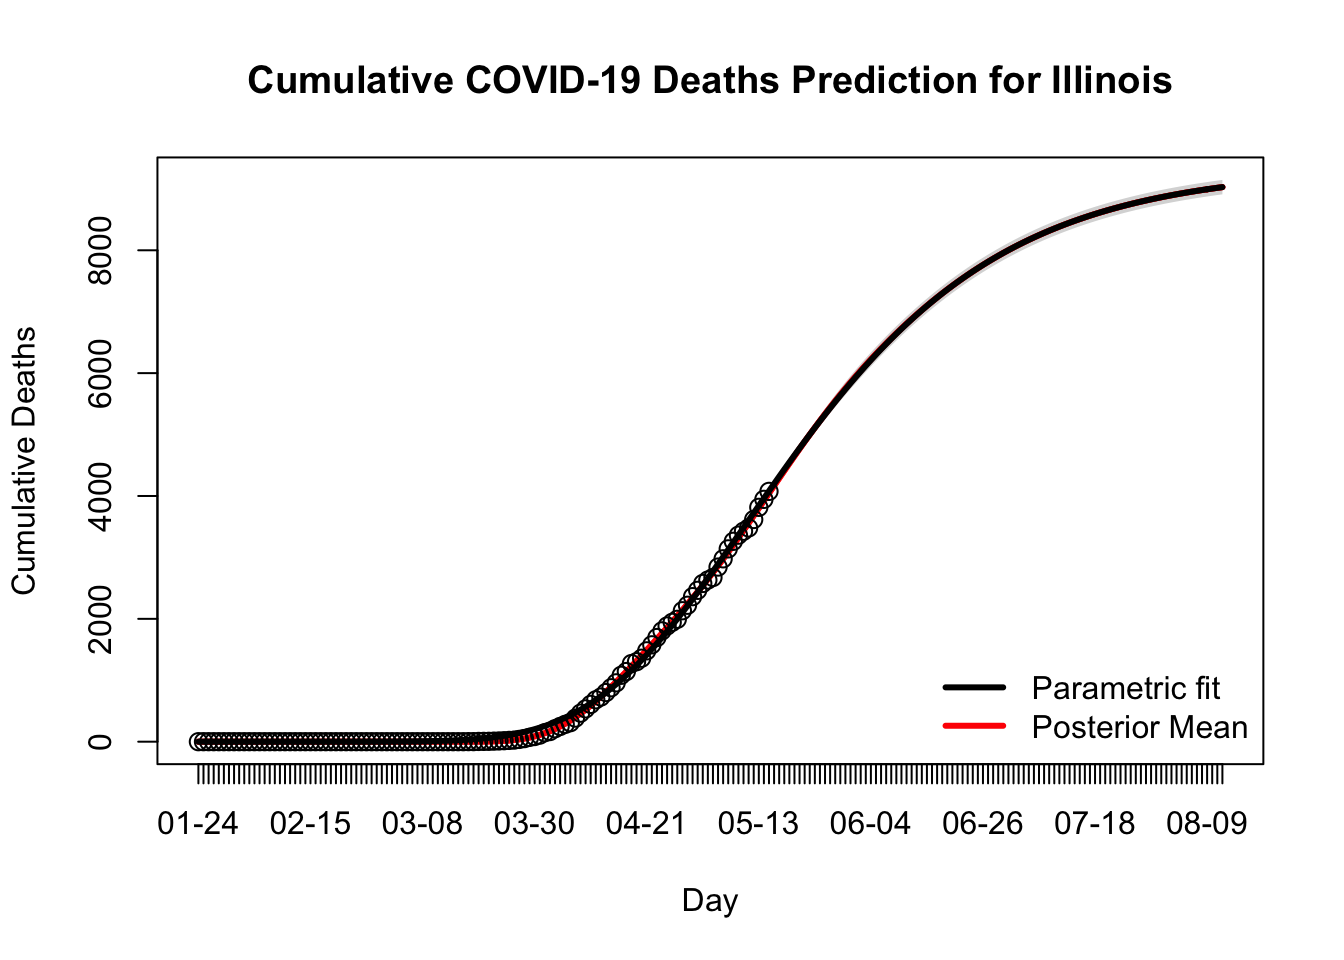 Cumulative COVID-19 Deaths Prediction for Illinois
Cumulative Deaths
8000
6000
4000
2000
0
Parametric fit
Posterior Mean
01-24 02-15 03-08 03-30 04-21 05-13 06-04 06-26 07-18 08-09
Day